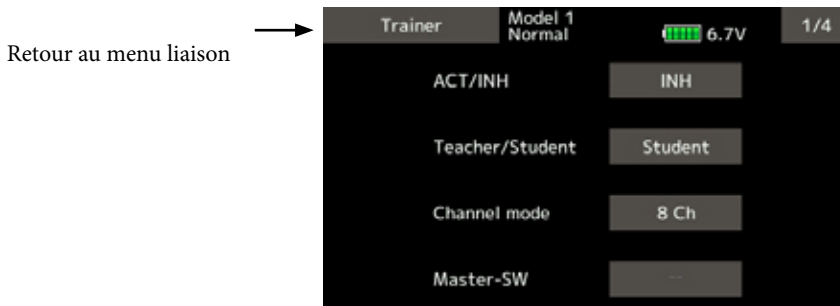 Retour au menu liaison
Trainer
Model 1
Normal
6.7V
1/4
ACT/INH INH
Teacher/Student Student
Channel mode 8 Ch
Master-SW --